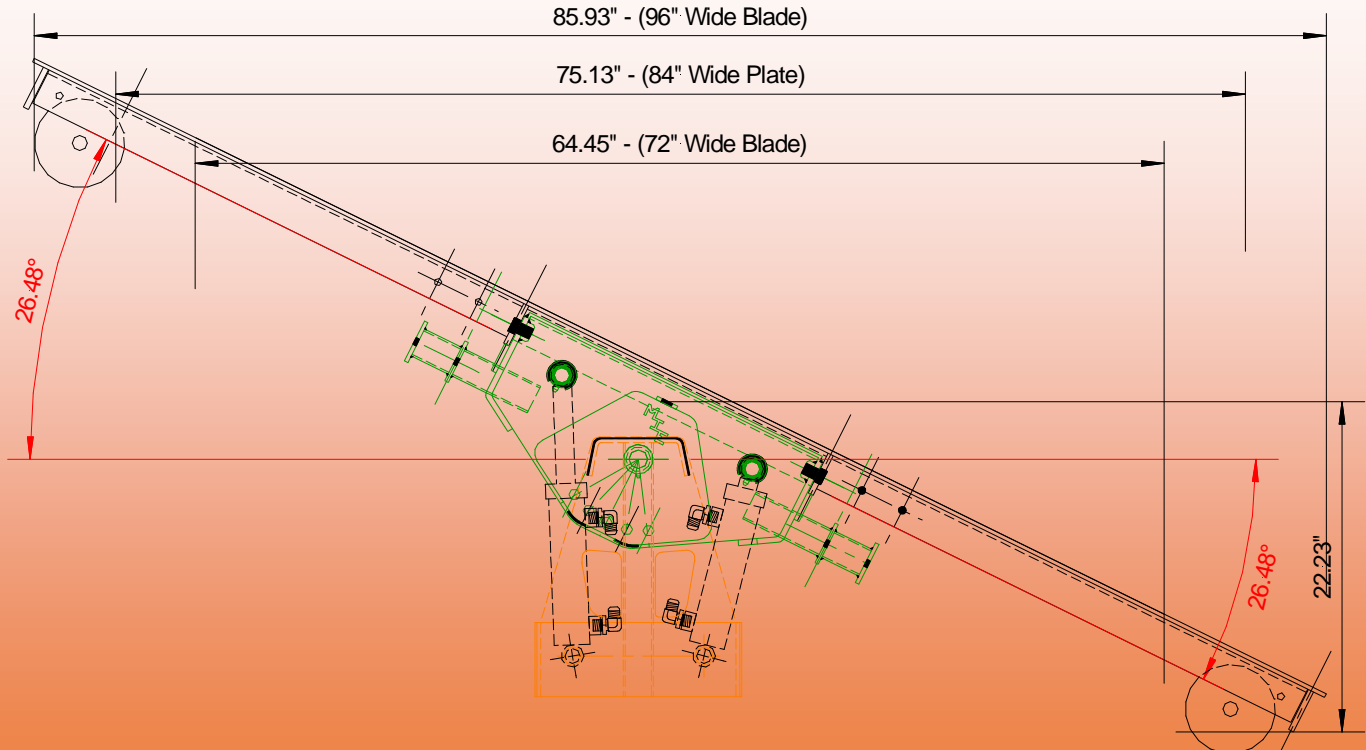 85.93" - (96" Wide Blade)
75.13" - (84" Wide Plate)
64.45" - (72" Wide Blade)
26.48°
26.48°
22.23"